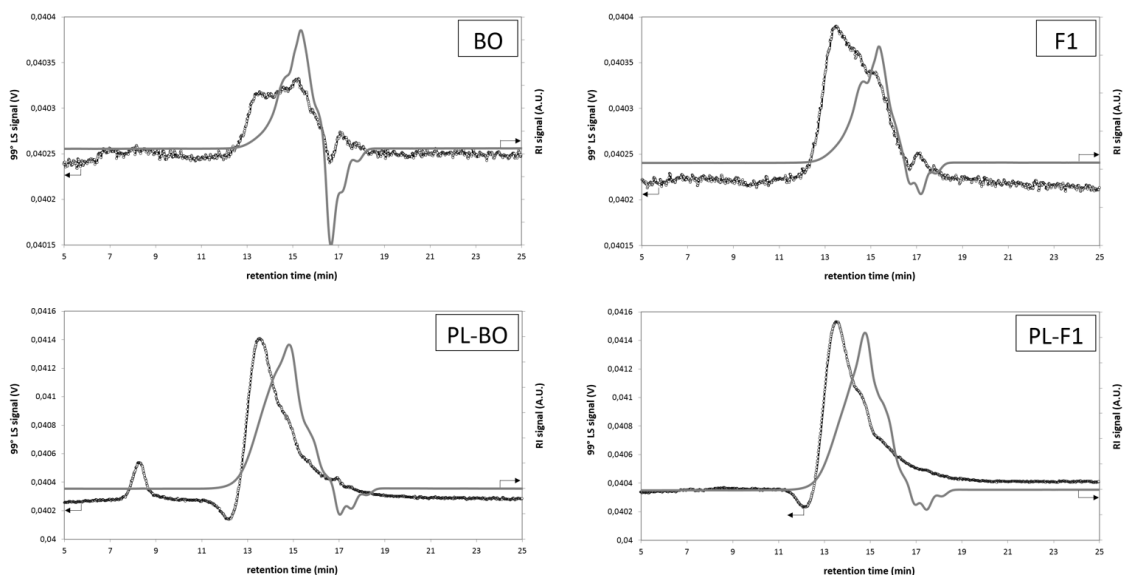 BO
0,0404
0,04035
0,0403
0,04025
0,0402
0,04015
99° LS signal (V)
RI signal (A.U.)
5 7 9 11 13 15 17 19 21 23 25
retention time (min)
F1
0,0404
0,04035
0,0403
0,04025
0,0402
0,04015
99° LS signal (V)
RI signal (A.U.)
5 7 9 11 13 15 17 19 21 23 25
retention time (min)
PL-BO
0,0416
0,0414
0,0412
0,041
0,0408
0,0406
0,0404
0,0402
0,04
99° LS signal (V)
RI signal (A.U.)
5 7 9 11 13 15 17 19 21 23 25
retention time (min)
PL-F1
0,0416
0,0414
0,0412
0,041
0,0408
0,0406
0,0404
0,0402
0,04
99° LS signal (V)
RI signal (A.U.)
5 7 9 11 13 15 17 19 21 23 25
retention time (min)